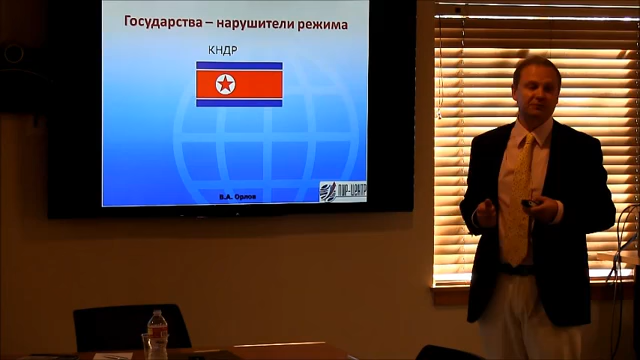 Государства – нарушители режима
КНДР
В.А. Орлов
ПИР-ЦЕНТР